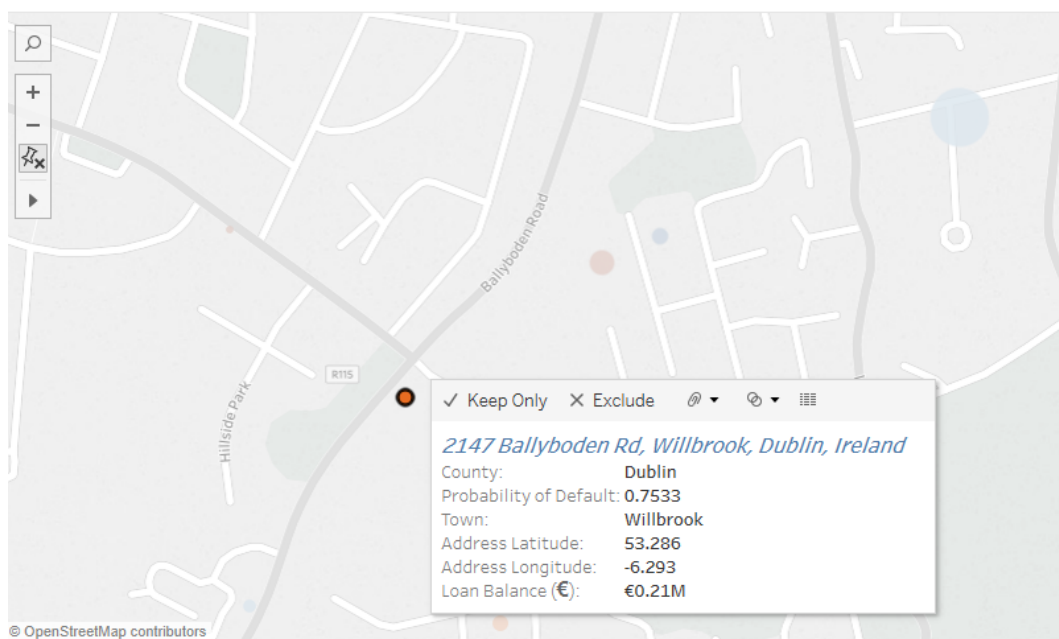 Ballyboden Road
R115
Hillside Park
Keep Only Exclude
2147 Ballyboden Rd, Willbrook, Dublin, Ireland
County: Dublin
Probability of Default: 0.7533
Town: Willbrook
Address Latitude: 53.286
Address Longitude: -6.293
Loan Balance (€): €0.21M
© OpenStreetMap contributors